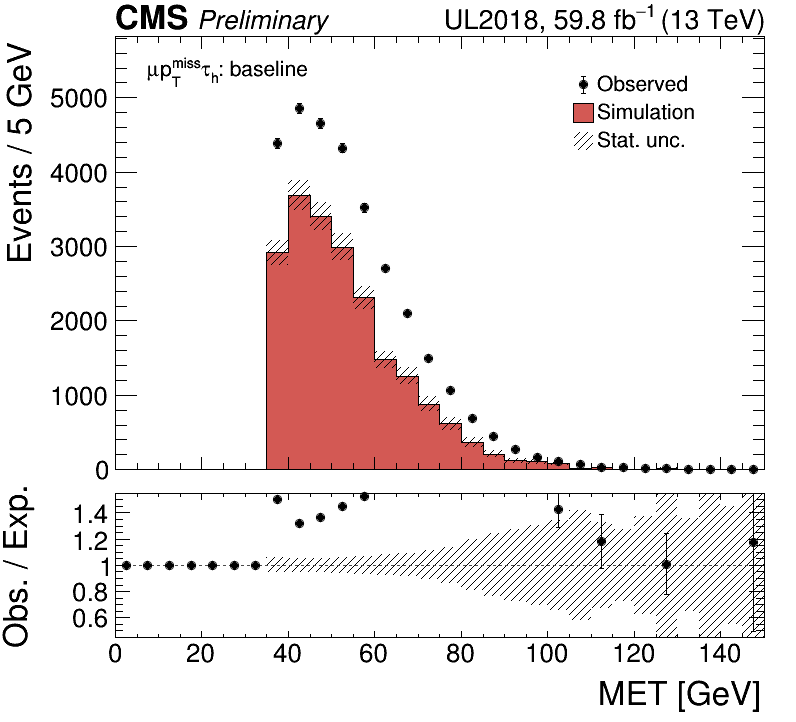 CMS Preliminary UL2018, 59.8 fb⁻¹ (13 TeV)
μp_T^miss τ_h: baseline
Observed
Simulation
Stat. unc.
Events / 5 GeV
5000
4000
3000
2000
1000
0
Obs. / Exp.
1.4
1.2
1
0.8
0.6
0 20 40 60 80 100 120 140
MET [GeV]